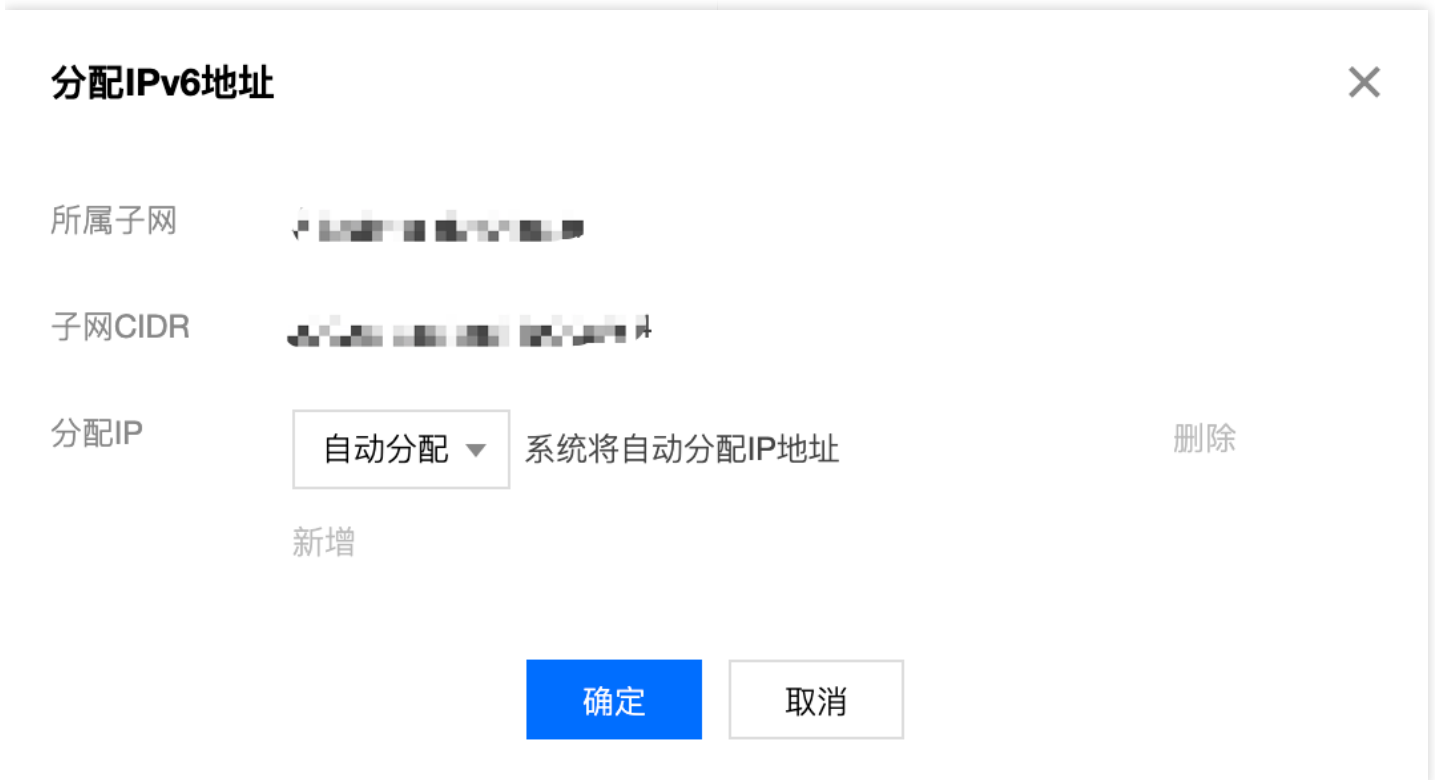 分配IPv6地址
所属子网
子网CIDR
分配IP
自动分配 系统将自动分配IP地址 删除
新增
确定 取消